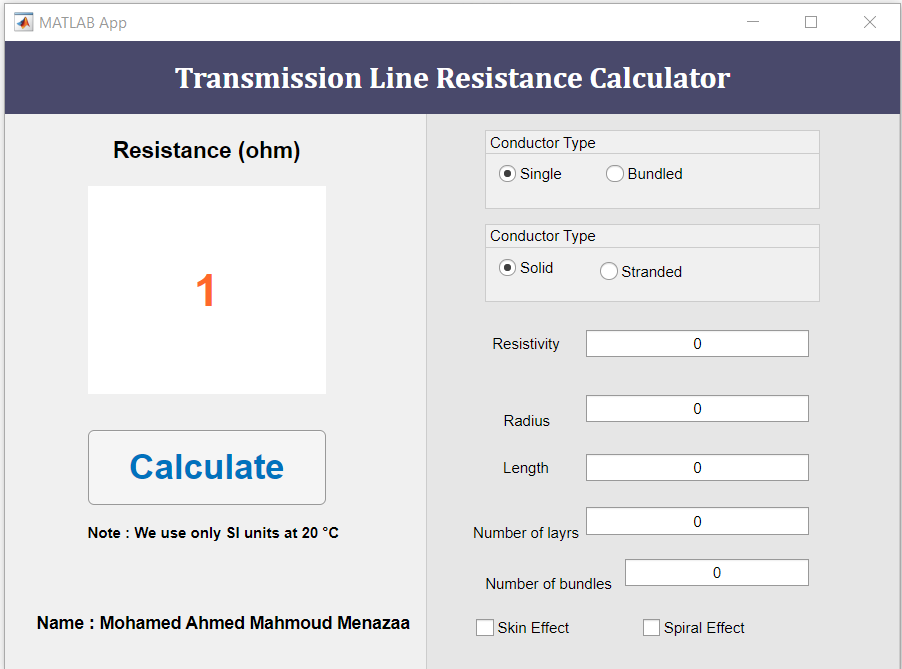 MATLAB App
Transmission Line Resistance Calculator
Resistance (ohm)
1
Calculate
Note : We use only SI units at 20 °C
Name : Mohamed Ahmed Mahmoud Menazaa
Conductor Type
Single Bundled
Conductor Type
Solid Stranded
Resistivity 0
Radius 0
Length 0
Number of layrs 0
Number of bundles 0
Skin Effect Spiral Effect